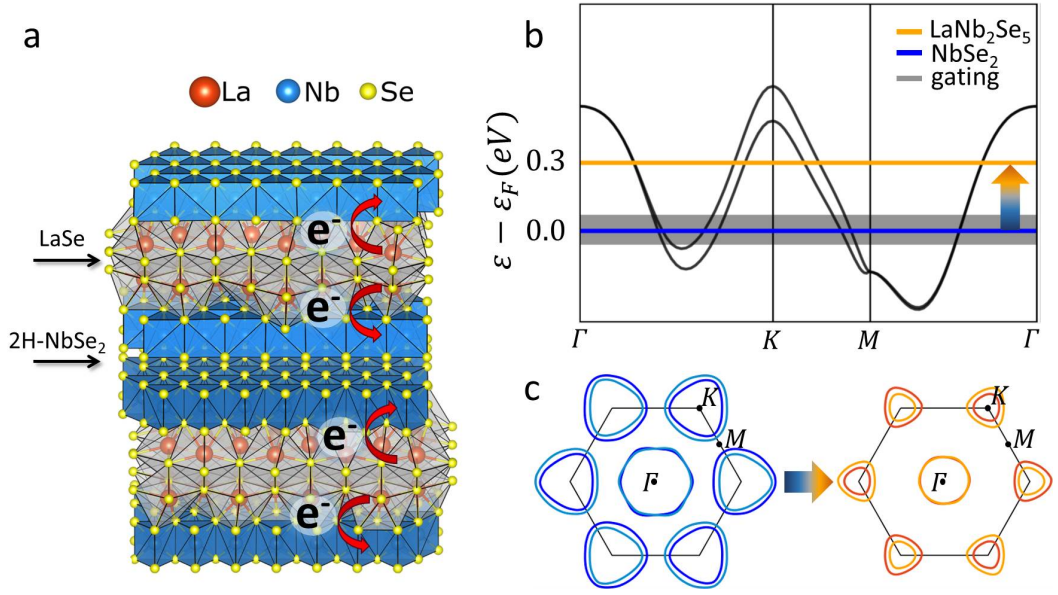 a
La Nb Se
LaSe
2H-NbSe₂
e⁻
e⁻
e⁻
e⁻
b
LaNb₂Se₅
NbSe₂
gating
ε − ε_F (eV)
0.3
0.0
Γ K M Γ
c
K
M
Γ
K
M
Γ